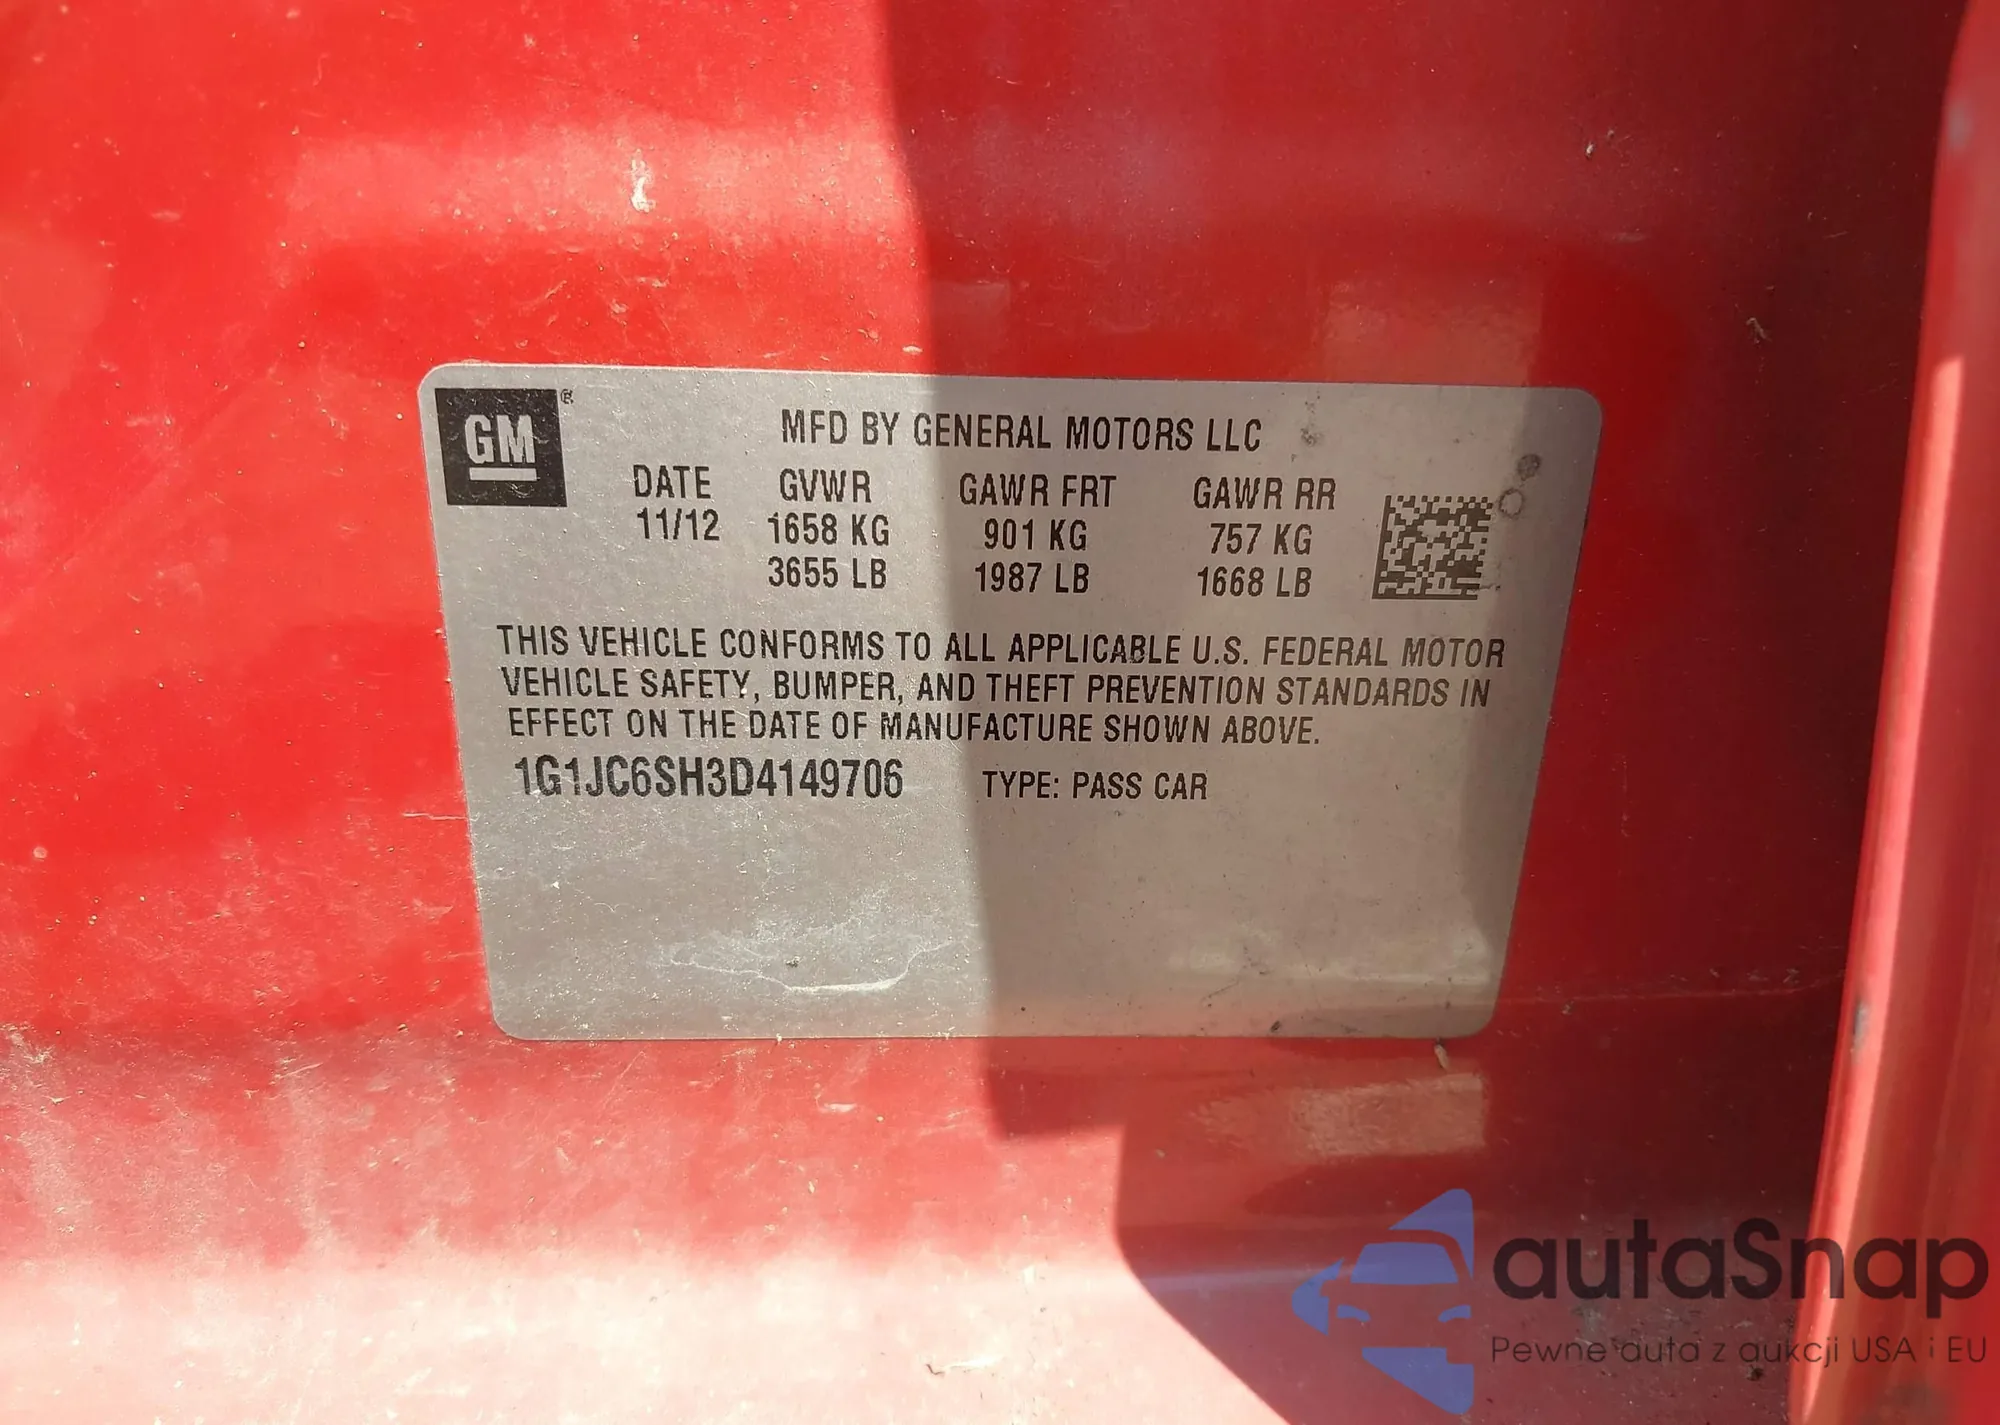 GM ®
MFD BY GENERAL MOTORS LLC
DATE GVWR GAWR FRT GAWR RR
11/12 1658 KG 901 KG 757 KG
3655 LB 1987 LB 1668 LB
THIS VEHICLE CONFORMS TO ALL APPLICABLE U.S. FEDERAL MOTOR
VEHICLE SAFETY, BUMPER, AND THEFT PREVENTION STANDARDS IN
EFFECT ON THE DATE OF MANUFACTURE SHOWN ABOVE.
1G1JC6SH3D4149706 TYPE: PASS CAR
autaSnap
Pewne auta z aukcji USA i EU